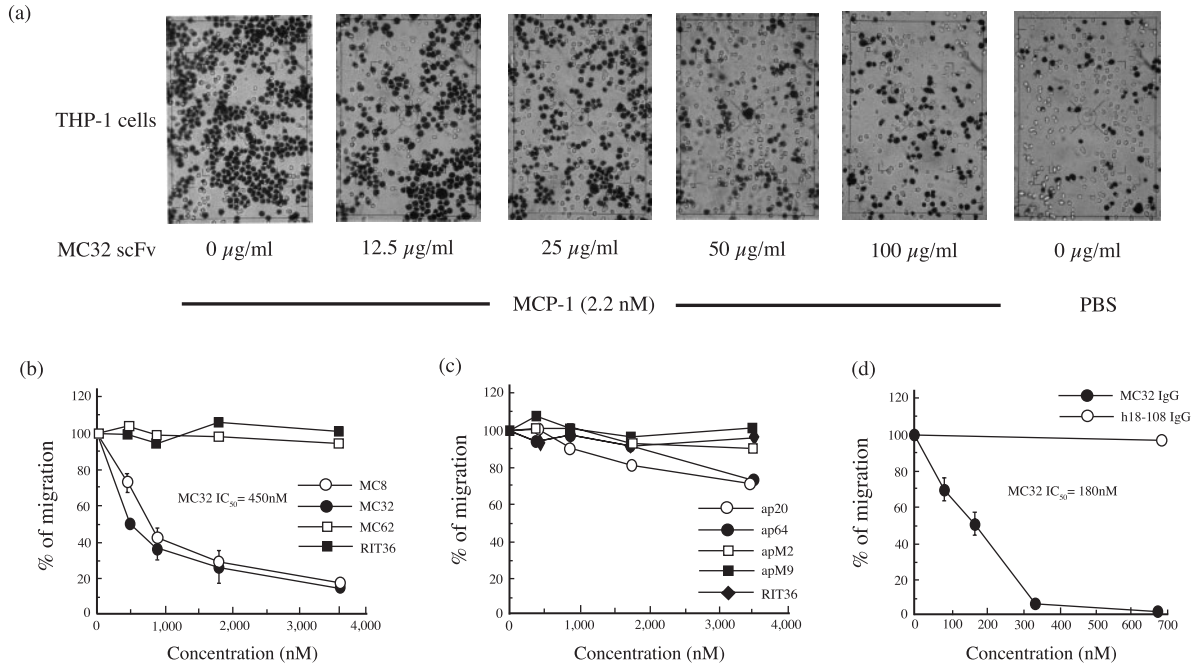 (a)
THP-1 cells
MC32 scFv 0 µg/ml 12.5 µg/ml 25 µg/ml 50 µg/ml 100 µg/ml 0 µg/ml
MCP-1 (2.2 nM) PBS
(b)
% of migration
120
100
80
60
40
20
0
MC32 IC50= 450nM
MC8
MC32
MC62
RIT36
0 1,000 2,000 3,000 4,000
Concentration (nM)
(c)
% of migration
120
100
80
60
40
20
0
ap20
ap64
apM2
apM9
RIT36
0 1,000 2,000 3,000 4,000
Concentration (nM)
(d)
% of migration
120
100
80
60
40
20
0
MC32 IgG
h18-108 IgG
MC32 IC50= 180nM
0 100 200 300 400 500 600 700
Concentration (nM)